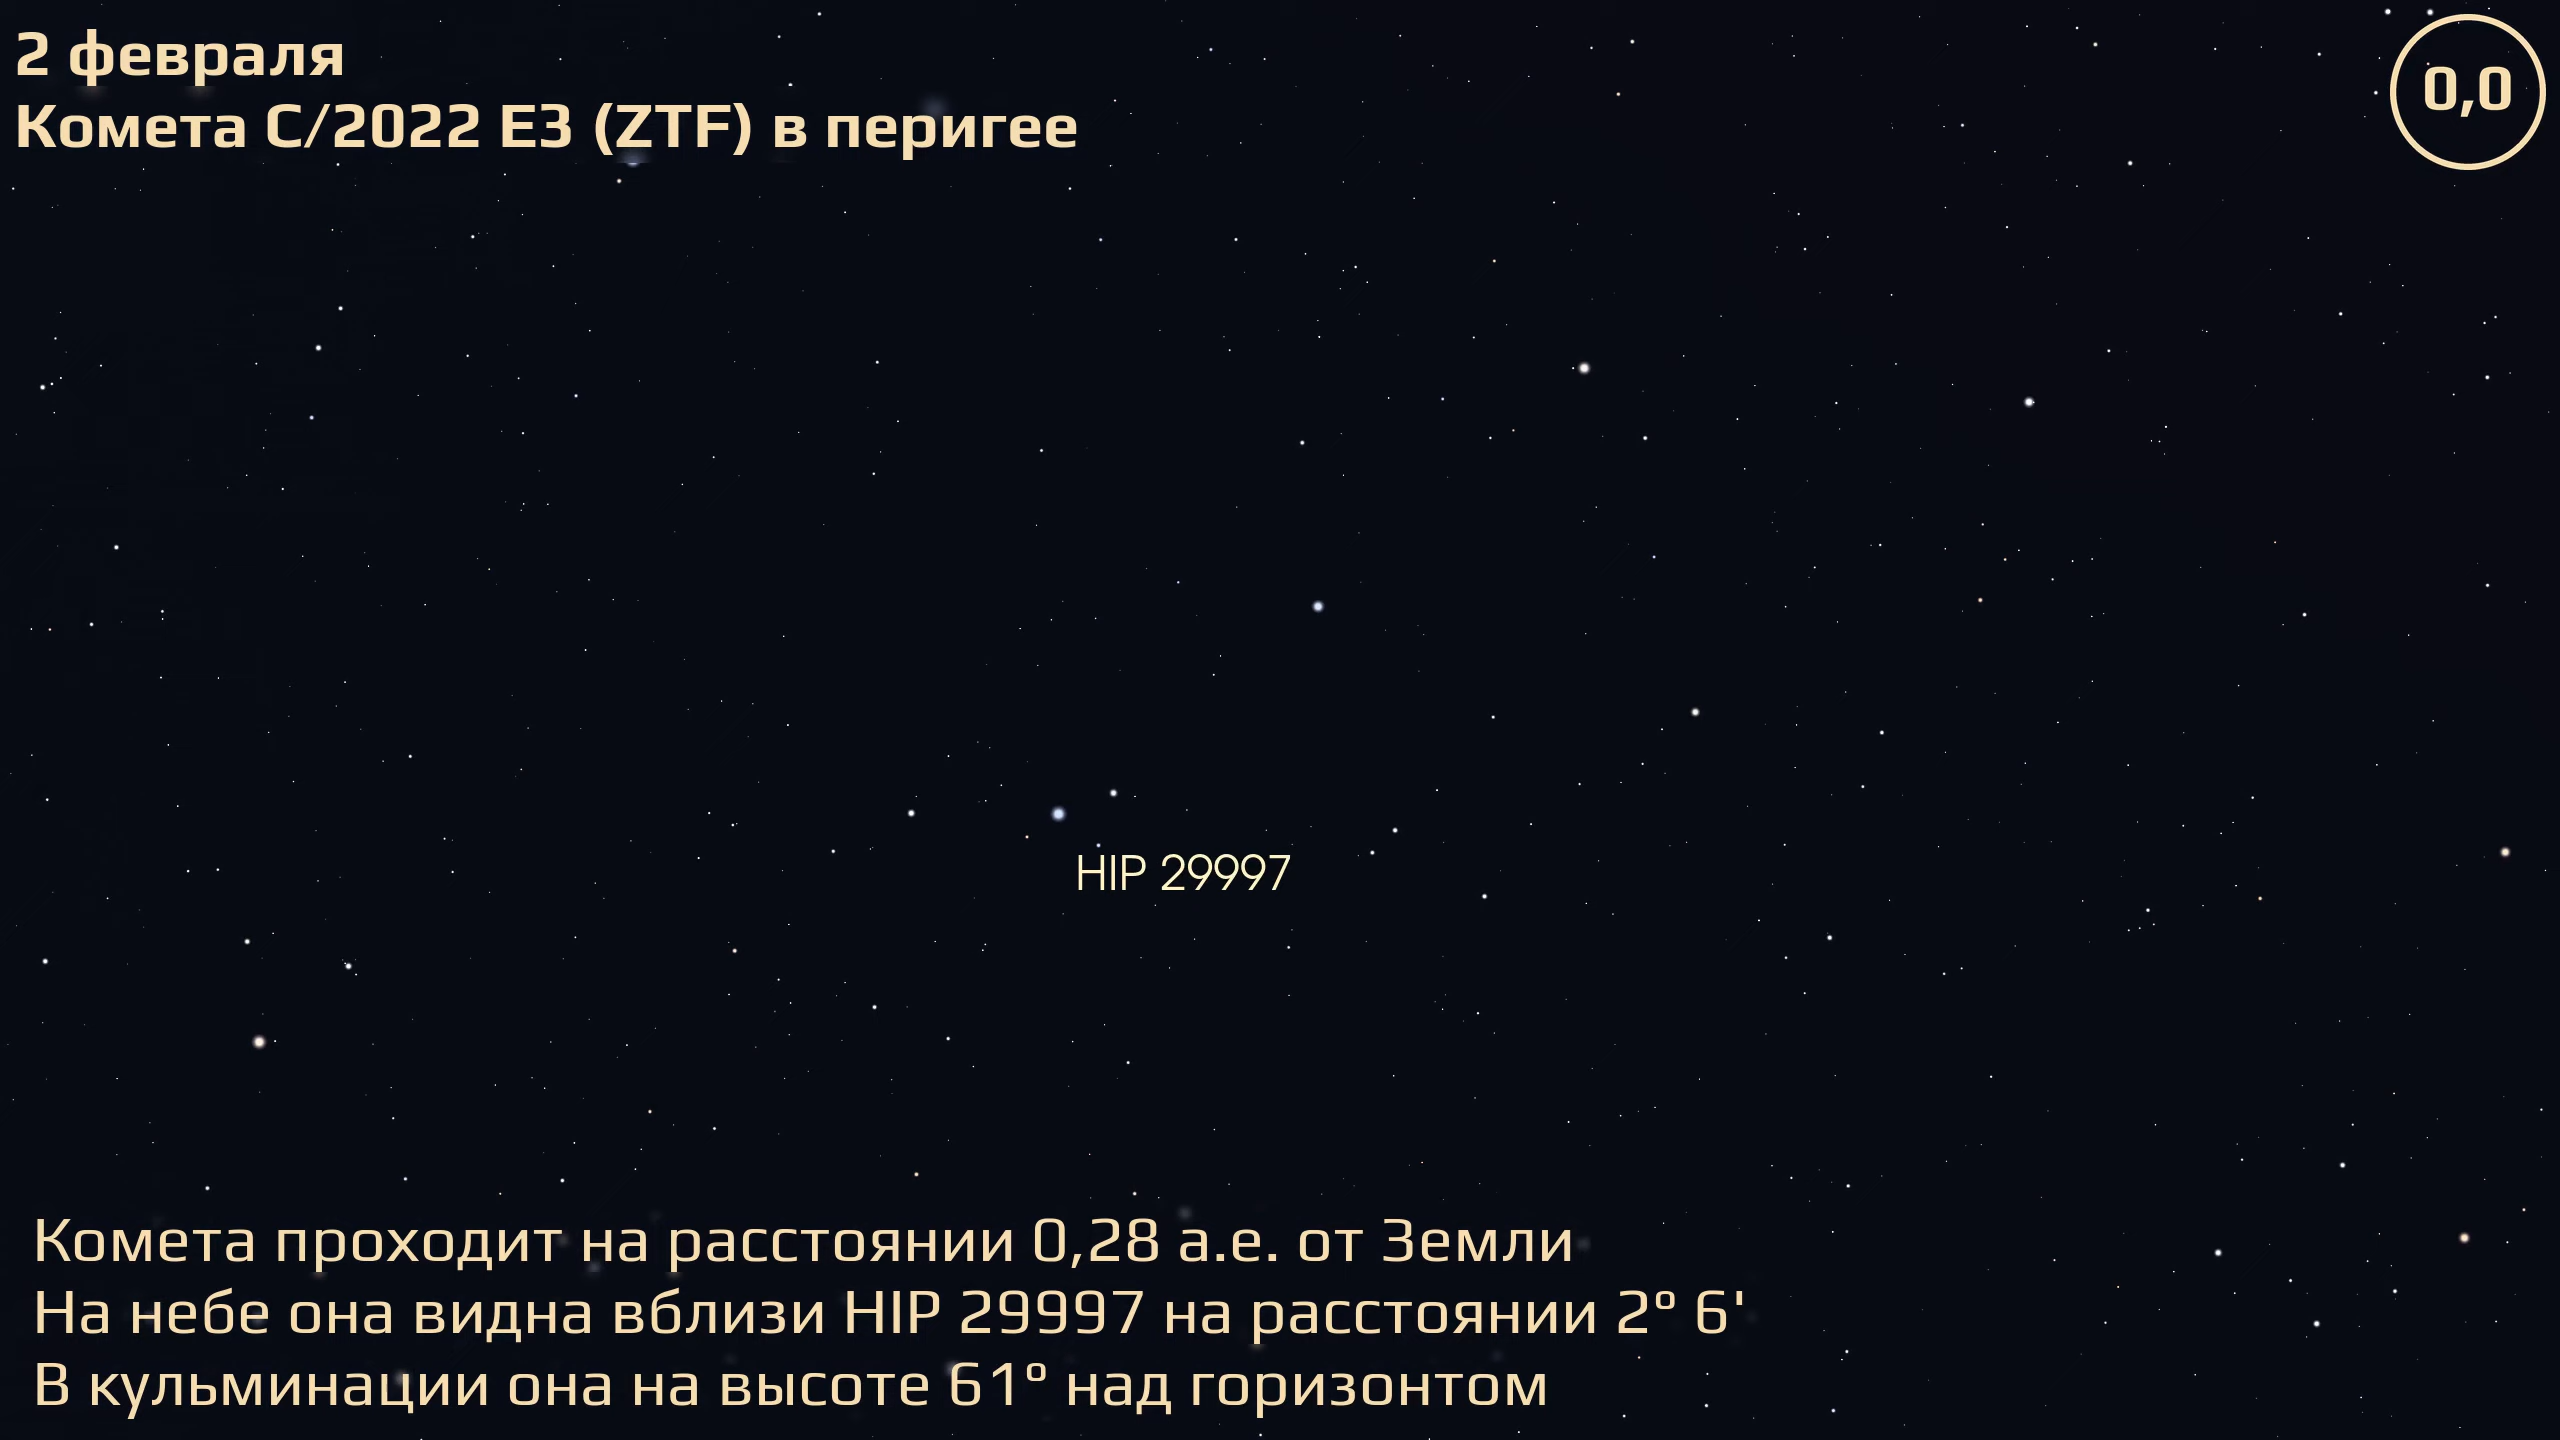 2 февраля
Комета C/2022 E3 (ZTF) в перигее
0,0
HIP 29997
Комета проходит на расстоянии 0,28 а.е. от Земли
На небе она видна вблизи HIP 29997 на расстоянии 2° 6'
В кульминации она на высоте 61° над горизонтом